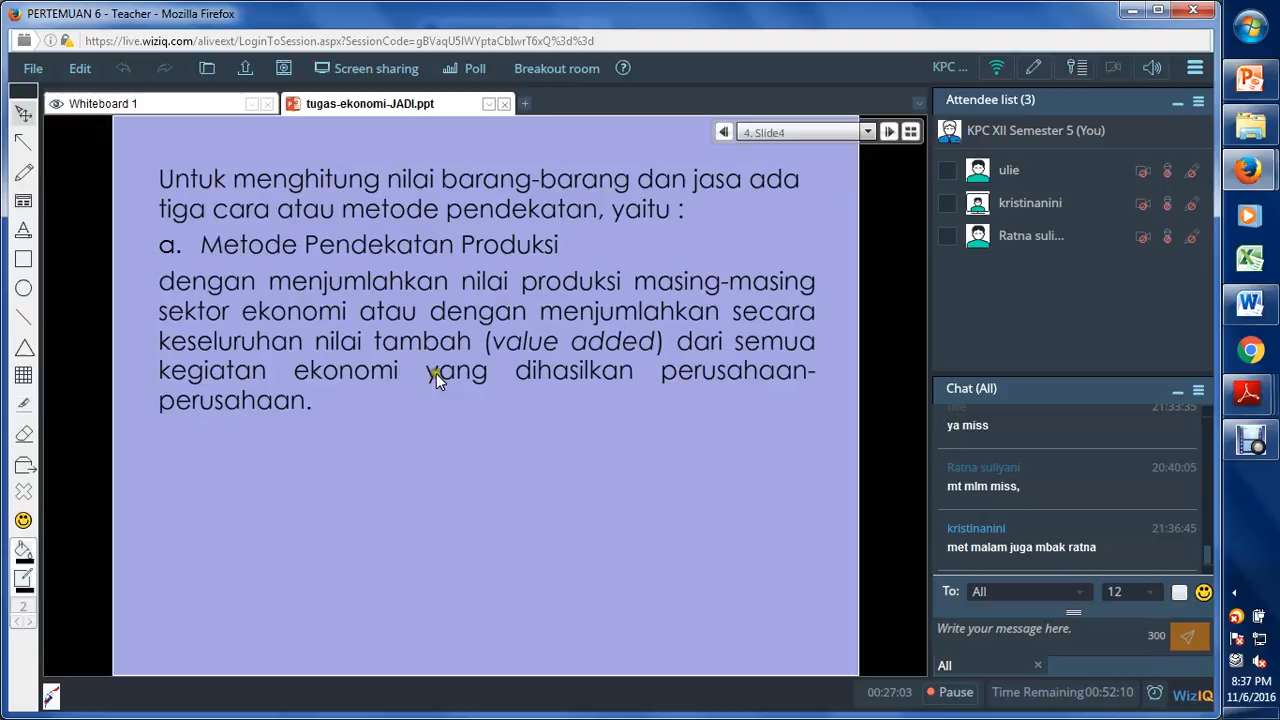 PERTEMUAN 6 - Teacher - Mozilla Firefox
https://live.wiziq.com/aliveext/LoginToSession.aspx?SessionCode=gBVaqU5lWYptaCbIwrT6xQ%3d%3d
File Edit Screen sharing Poll Breakout room ? KPC ...
Whiteboard 1 tugas-ekonomi-JADI.ppt
4. Slide4
Untuk menghitung nilai barang-barang dan jasa ada
tiga cara atau metode pendekatan, yaitu :
a. Metode Pendekatan Produksi
dengan menjumlahkan nilai produksi masing-masing
sektor ekonomi atau dengan menjumlahkan secara
keseluruhan nilai tambah (value added) dari semua
kegiatan ekonomi yang dihasilkan perusahaan-
perusahaan.
Attendee list (3)
KPC XII Semester 5 (You)
ulie
kristinanini
Ratna suli...
Chat (All)
21:33:35
ya miss
Ratna suliyani 20:40:05
mt mlm miss,
kristinanini 21:36:45
met malam juga mbak ratna
To: All 12
Write your message here. 300
All
2
00:27:03 Pause Time Remaining00:52:10 WizIQ
8:37 PM
11/6/2016